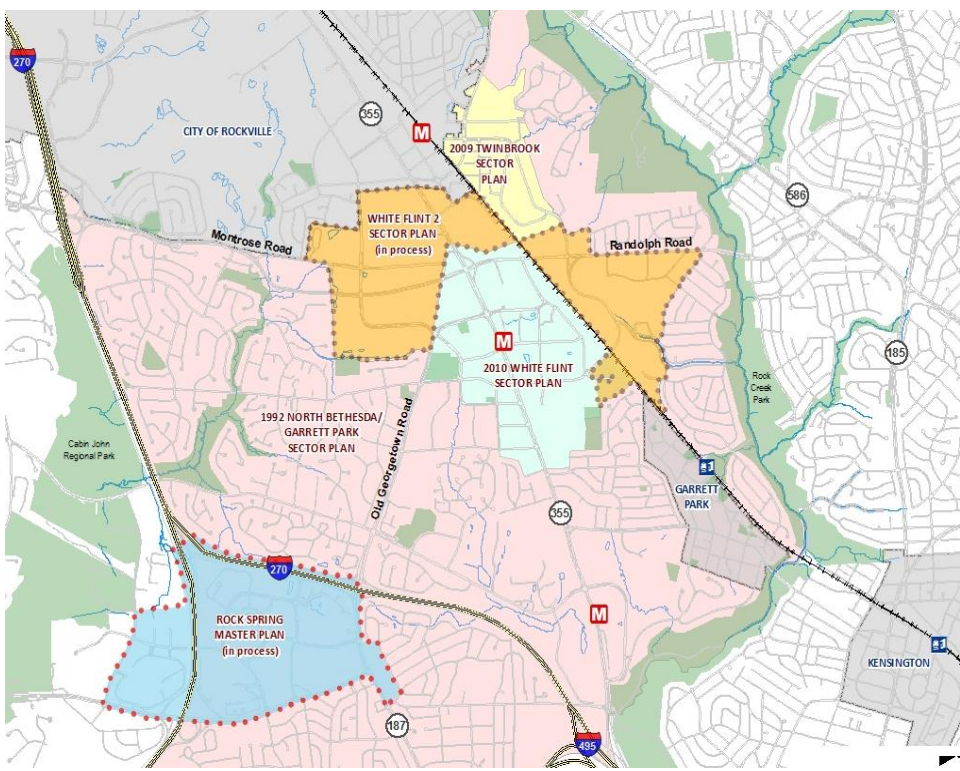 270
CITY OF ROCKVILLE
355
M
2009 TWINBROOK
SECTOR
PLAN
586
WHITE FLINT 2
SECTOR PLAN
(in process)
Montrose Road
Randolph Road
M
185
2010 WHITE FLINT
SECTOR PLAN
Rock
Creek
Park
1992 NORTH BETHESDA/
GARRETT PARK
SECTOR PLAN
Old Georgetown Road
Cabin John
Regional Park
GARRETT
PARK
355
270
ROCK SPRING
MASTER PLAN
(in process)
M
KENSINGTON
187
495